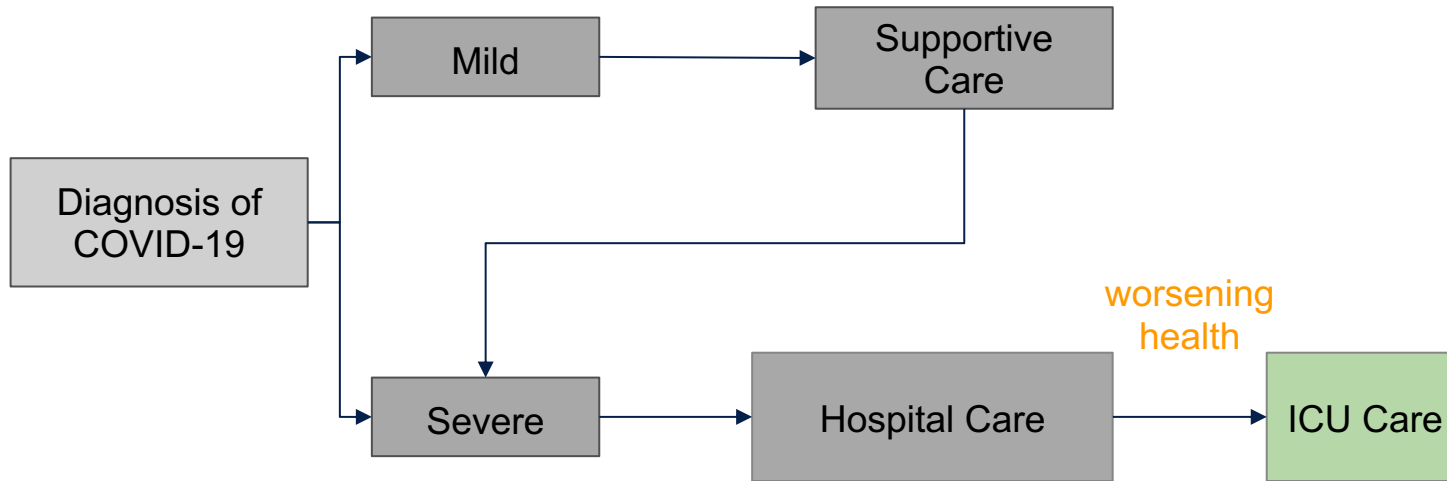 Mild
Supportive
Care
Diagnosis of
COVID-19
worsening
health
Severe
Hospital Care
ICU Care